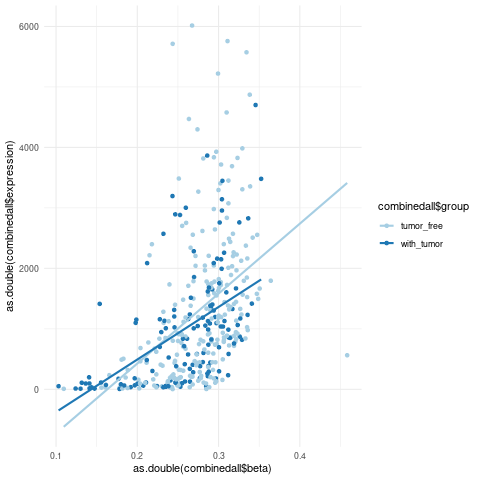 6000
4000
2000
0
as.double(combinedall$expression)
0.1
0.2
0.3
0.4
as.double(combinedall$beta)
combinedall$group
tumor_free
with_tumor